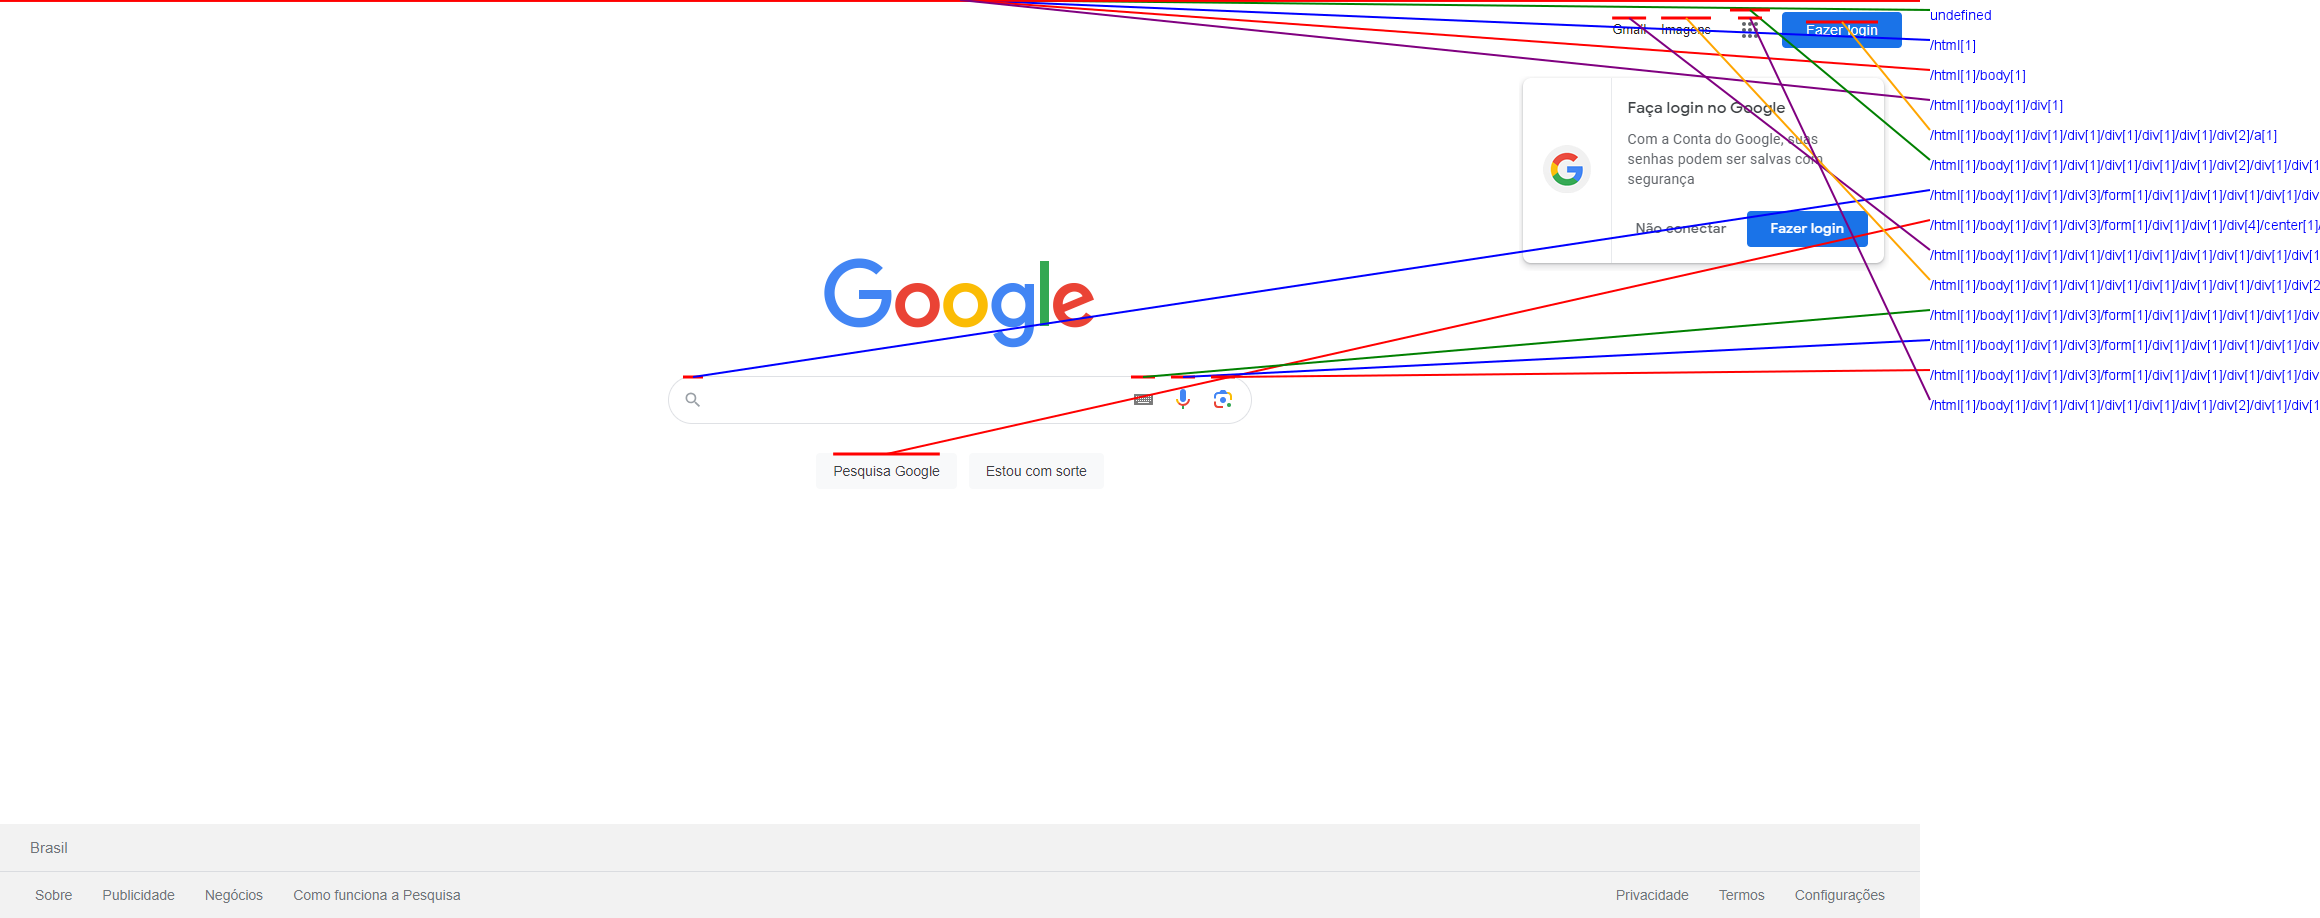 undefined
Gmail Imagens Fazer login
/html[1]
/html[1]/body[1]
/html[1]/body[1]/div[1]
Faça login no Google
/html[1]/body[1]/div[1]/div[1]/div[1]/div[1]/div[1]/div[2]/a[1]
Com a Conta do Google, suas
senhas podem ser salvas com
segurança
/html[1]/body[1]/div[1]/div[1]/div[1]/div[1]/div[1]/div[2]/div[1]/div[1
/html[1]/body[1]/div[1]/div[3]/form[1]/div[1]/div[1]/div[1]/div[1]/div
/html[1]/body[1]/div[1]/div[3]/form[1]/div[1]/div[1]/div[4]/center[1]/
Não conectar Fazer login
/html[1]/body[1]/div[1]/div[1]/div[1]/div[1]/div[1]/div[1]/div[1]/div[1
/html[1]/body[1]/div[1]/div[1]/div[1]/div[1]/div[1]/div[1]/div[1]/div[2
Google
/html[1]/body[1]/div[1]/div[3]/form[1]/div[1]/div[1]/div[1]/div[1]/div
/html[1]/body[1]/div[1]/div[3]/form[1]/div[1]/div[1]/div[1]/div[1]/div
/html[1]/body[1]/div[1]/div[3]/form[1]/div[1]/div[1]/div[1]/div[1]/div
/html[1]/body[1]/div[1]/div[1]/div[1]/div[1]/div[1]/div[2]/div[1]/div[1
Pesquisa Google Estou com sorte
Brasil
Sobre Publicidade Negócios Como funciona a Pesquisa Privacidade Termos Configurações